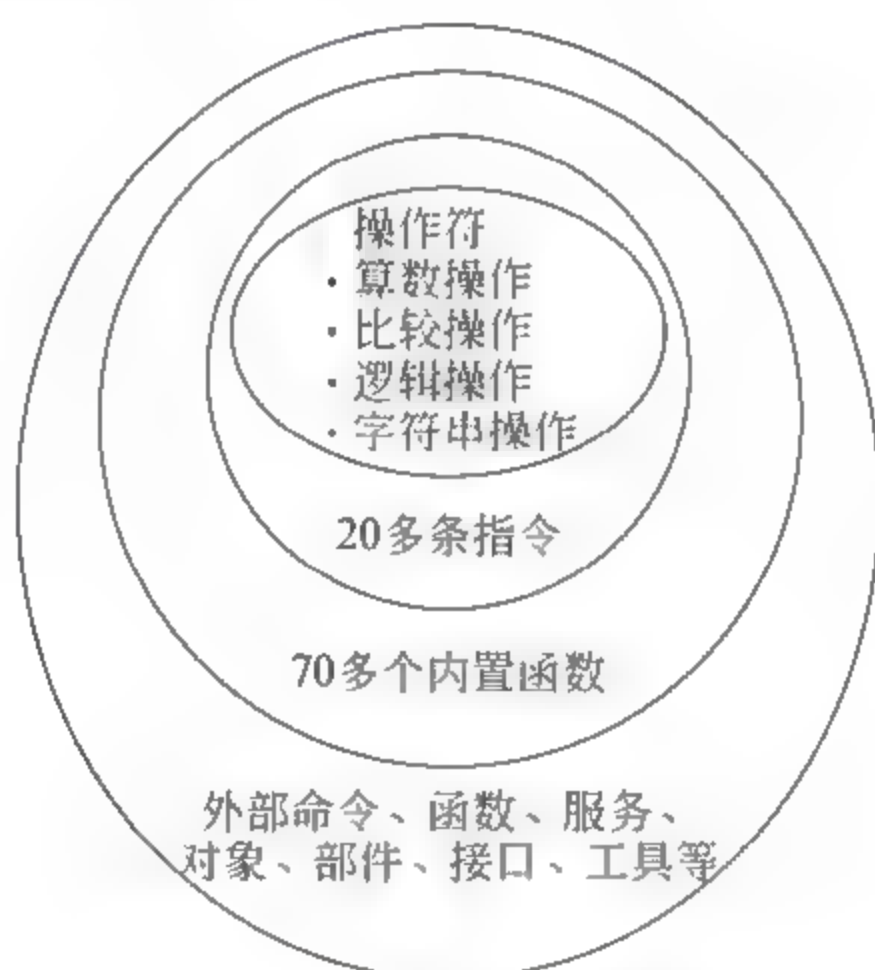 操作符
· 算数操作
· 比较操作
· 逻辑操作
· 字符串操作
20多条指令
70多个内置函数
外部命令、函数、服务、
对象、部件、接口、工具等